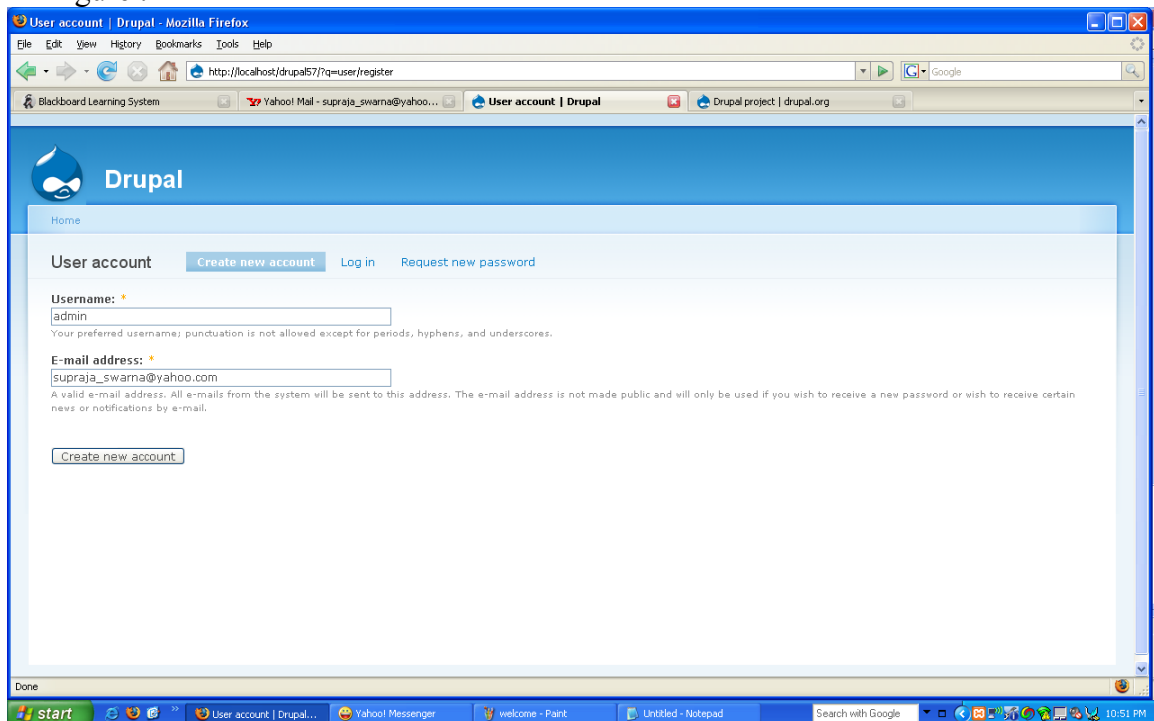 User account | Drupal - Mozilla Firefox
File Edit View History Bookmarks Tools Help
http://localhost/drupal57/?q=user/register
Google
Blackboard Learning System
Yahoo! Mail - supraja_swarna@yahoo...
User account | Drupal
Drupal project | drupal.org
Drupal
Home
User account
Create new account
Log in
Request new password
Username: *
admin
Your preferred username; punctuation is not allowed except for periods, hyphens, and underscores.
E-mail address: *
supraja_swarna@yahoo.com
A valid e-mail address. All e-mails from the system will be sent to this address. The e-mail address is not made public and will only be used if you wish to receive a new password or wish to receive certain
news or notifications by e-mail.
Create new account
Done
start
User account | Drupal...
Yahoo! Messenger
welcome - Paint
Untitled - Notepad
Search with Google
10:51 PM